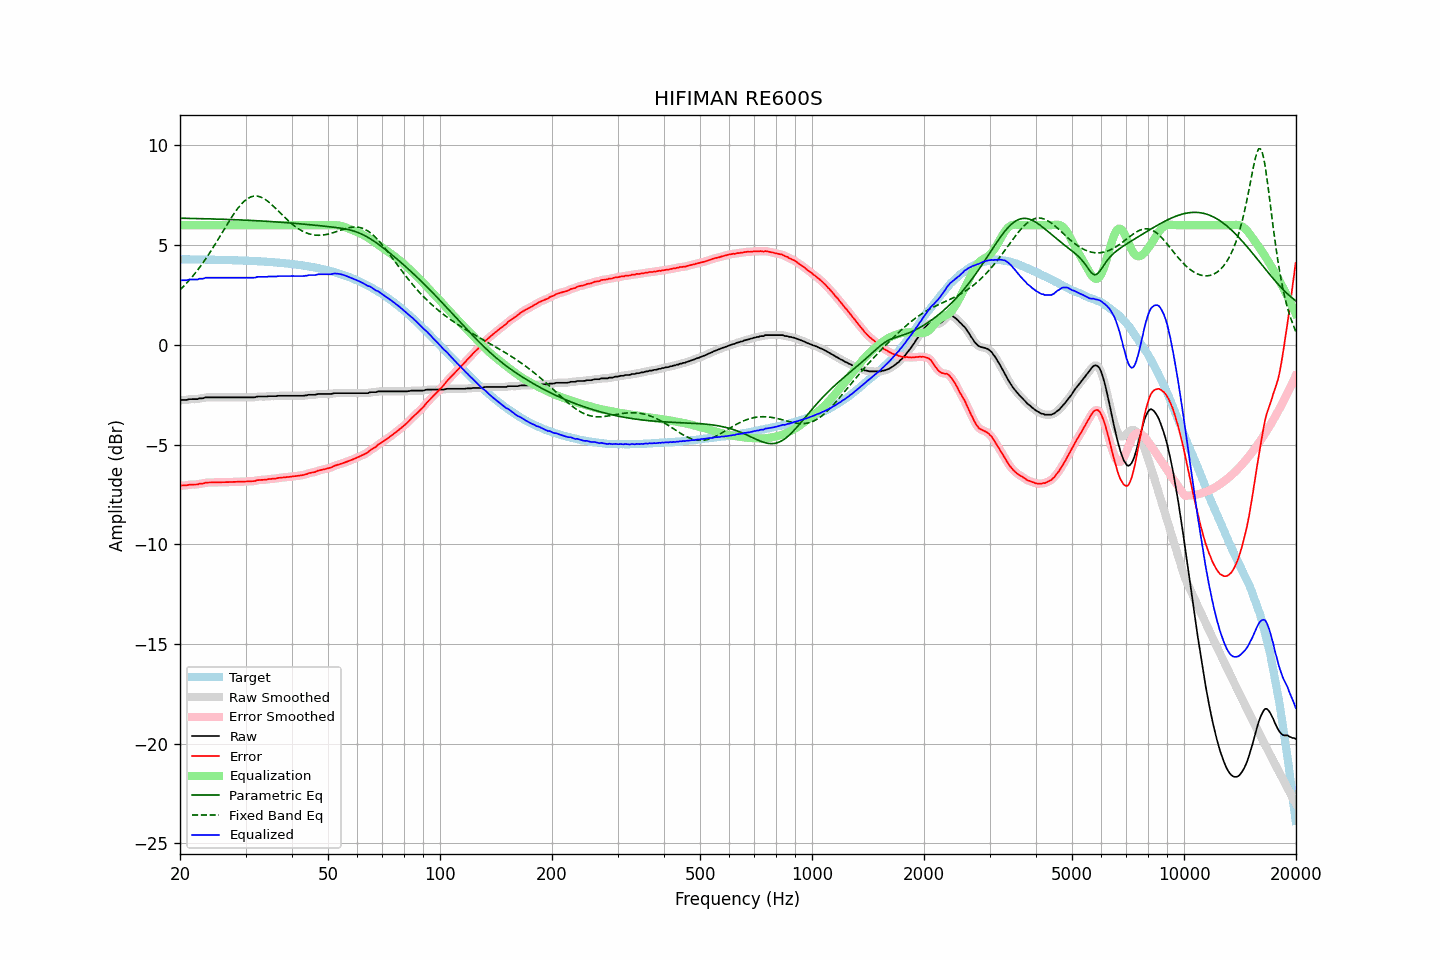 HIFIMAN RE600S
10
5
0
−5
−10
−15
−20
−25
Amplitude (dBr)
Target
Raw Smoothed
Error Smoothed
Raw
Error
Equalization
Parametric Eq
Fixed Band Eq
Equalized
20
50
100
200
500
1000
2000
5000
10000
20000
Frequency (Hz)